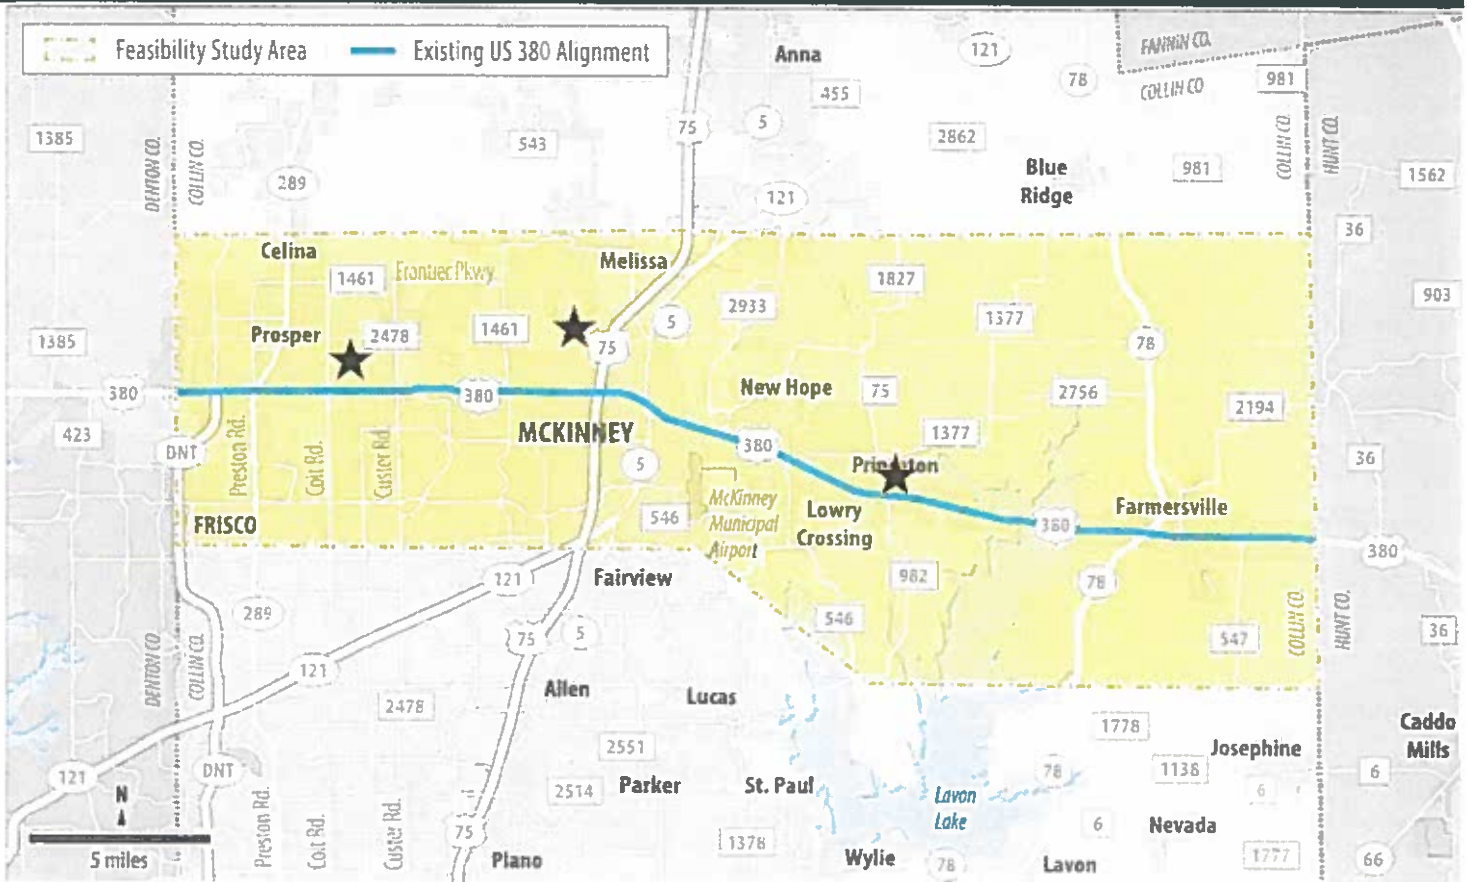 Feasibility Study Area
Existing US 380 Alignment
Anna
121
FANNIN CO.
COLLIN CO
78
981
455
1385
DENTON CO.
COLLIN CO.
543
75
5
2862
COLLIN CO.
HUNT CO.
289
121
Blue
Ridge
981
1562
36
Celina
1461
Frontier Pkwy
Melissa
2933
1827
903
Prosper
2478
1461
5
1377
1385
75
78
380
380
New Hope
75
2756
2194
423
DNT
Preston Rd.
Coit Rd.
Custer Rd.
MCKINNEY
5
380
1377
36
FRISCO
546
McKinney
Municipal
Airport
Lowry
Crossing
380
Farmersville
380
121
Fairview
982
78
289
75
5
546
547
COLLIN CO.
HUNT CO.
36
DENTON CO.
COLLIN CO.
121
Allen
Lucas
2478
2551
1778
Josephine
Caddo
Mills
121
DNT
N
5 miles
2514
Parker
St. Paul
78
1138
6
6
Lavon
Lake
Preston Rd.
Coit Rd.
Custer Rd.
75
Plano
1378
Wylie
78
6
Nevada
Lavon
1777
66